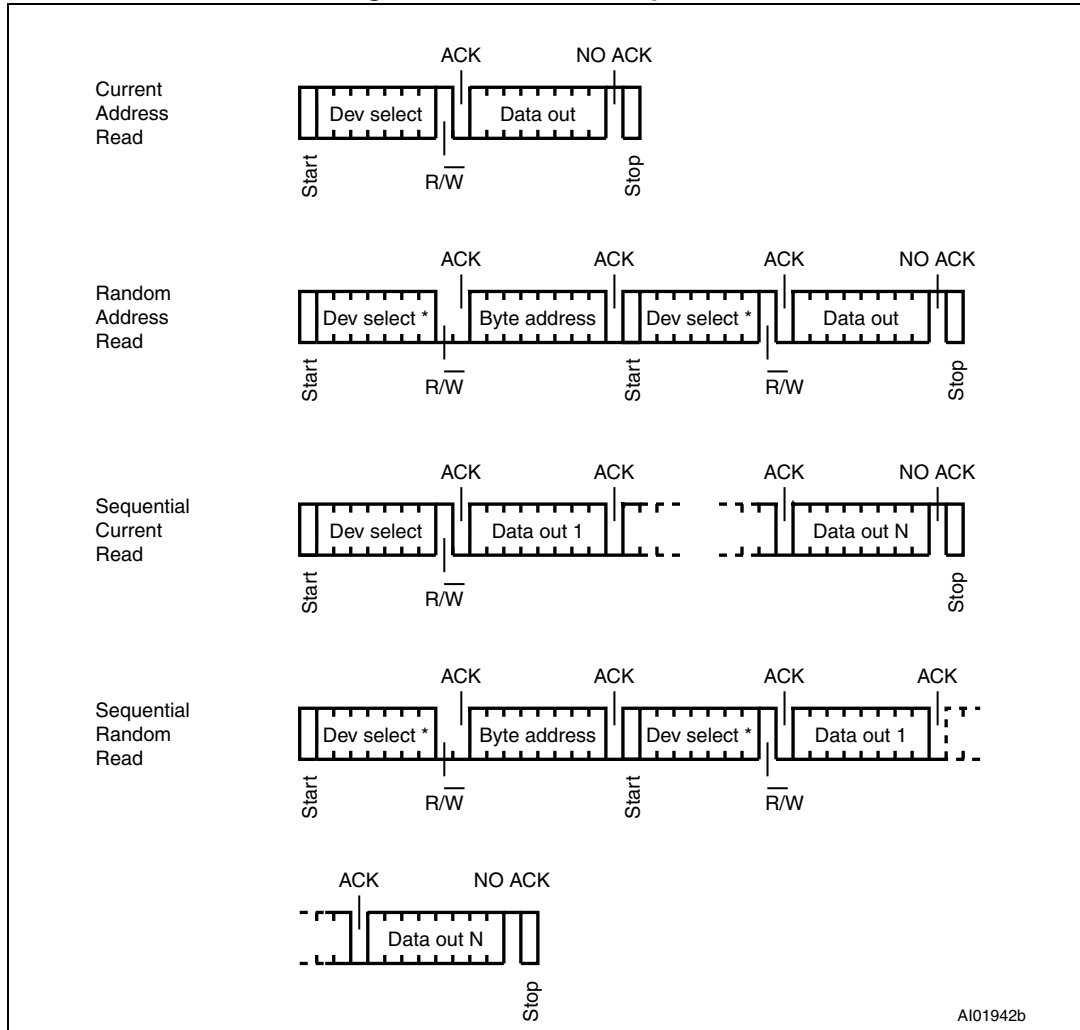 ACK NO ACK
Current
Address
Read
Dev select Data out
Start R/W̅ Stop
ACK ACK ACK NO ACK
Random
Address
Read
Dev select * Byte address Dev select * Data out
Start R/W̅ Start R̅/W Stop
ACK ACK ACK NO ACK
Sequential
Current
Read
Dev select Data out 1 Data out N
Start R/W̅ Stop
ACK ACK ACK ACK
Sequential
Random
Read
Dev select * Byte address Dev select * Data out 1
Start R/W̅ Start R̅/W
ACK NO ACK
Data out N
Stop
AI01942b